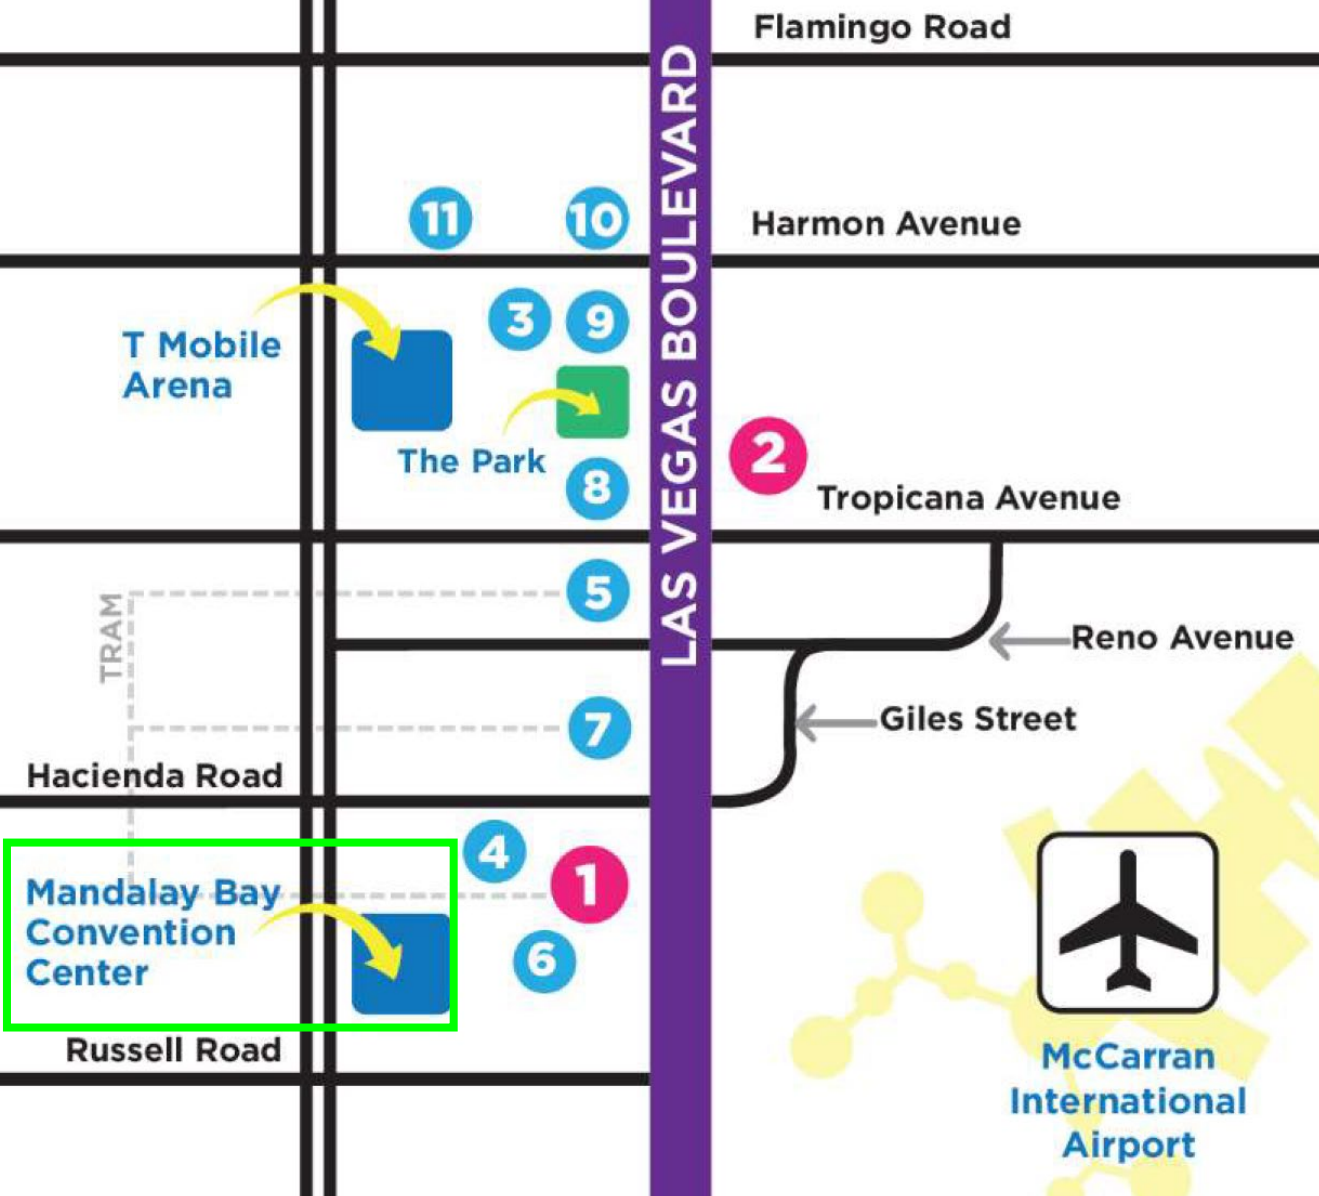 Flamingo Road
LAS VEGAS BOULEVARD
11
10
Harmon Avenue
3
9
T Mobile
Arena
The Park
2
8
Tropicana Avenue
5
TRAM
Reno Avenue
7
Giles Street
Hacienda Road
4
1
Mandalay Bay
Convention
Center
6
Russell Road
McCarran
International
Airport